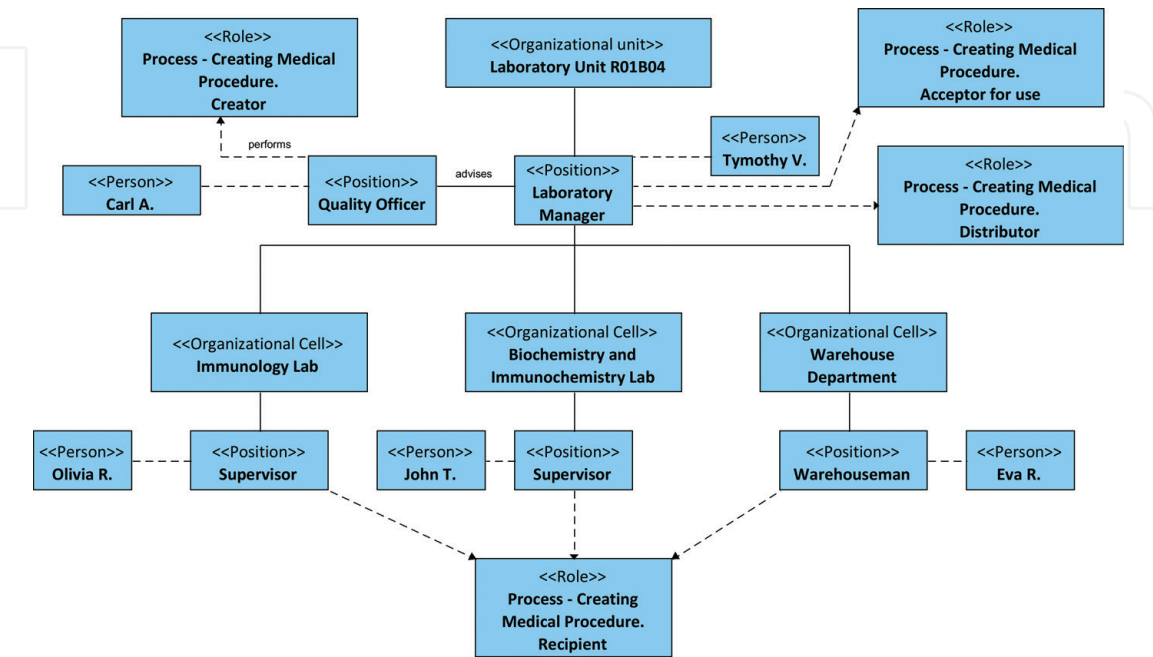 <<Role>>
Process - Creating Medical
Procedure.
Creator
<<Organizational unit>>
Laboratory Unit R01B04
<<Role>>
Process - Creating Medical
Procedure.
Acceptor for use
performs
<<Person>>
Tymothy V.
<<Person>>
Carl A.
<<Position>>
Quality Officer
advises
<<Position>>
Laboratory
Manager
<<Role>>
Process - Creating Medical
Procedure.
Distributor
<<Organizational Cell>>
Immunology Lab
<<Organizational Cell>>
Biochemistry and
Immunochemistry Lab
<<Organizational Cell>>
Warehouse
Department
<<Person>>
Olivia R.
<<Position>>
Supervisor
<<Person>>
John T.
<<Position>>
Supervisor
<<Position>>
Warehouseman
<<Person>>
Eva R.
<<Role>>
Process - Creating
Medical Procedure.
Recipient